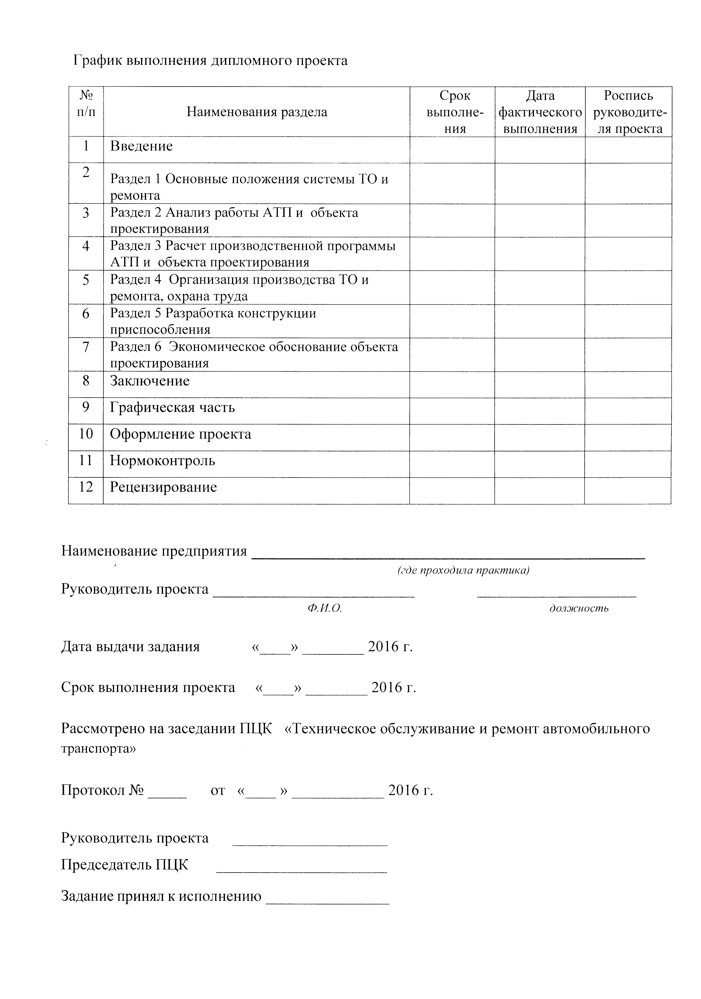 График выполнения дипломного проекта
№ п/п
Наименования раздела
Срок выполне-ния
Дата фактического выполнения
Роспись руководите-ля проекта
1 Введение
2 Раздел 1 Основные положения системы ТО и
ремонта
3 Раздел 2 Анализ работы АТП и объекта
проектирования
4 Раздел 3 Расчет производственной программы
АТП и объекта проектирования
5 Раздел 4 Организация производства ТО и
ремонта, охрана труда
6 Раздел 5 Разработка конструкции
приспособления
7 Раздел 6 Экономическое обоснование объекта
проектирования
8 Заключение
9 Графическая часть
10 Оформление проекта
11 Нормоконтроль
12 Рецензирование
Наименование предприятия ____________________
(где проходила практика)
Руководитель проекта ____________________ ____________________
Ф.И.О. должность
Дата выдачи задания «____» ________ 2016 г.
Срок выполнения проекта «____» ________ 2016 г.
Рассмотрено на заседании ПЦК «Техническое обслуживание и ремонт автомобильного
транспорта»
Протокол № _____ от «____ » ____________ 2016 г.
Руководитель проекта ____________________
Председатель ПЦК ______________________
Задание принял к исполнению ________________